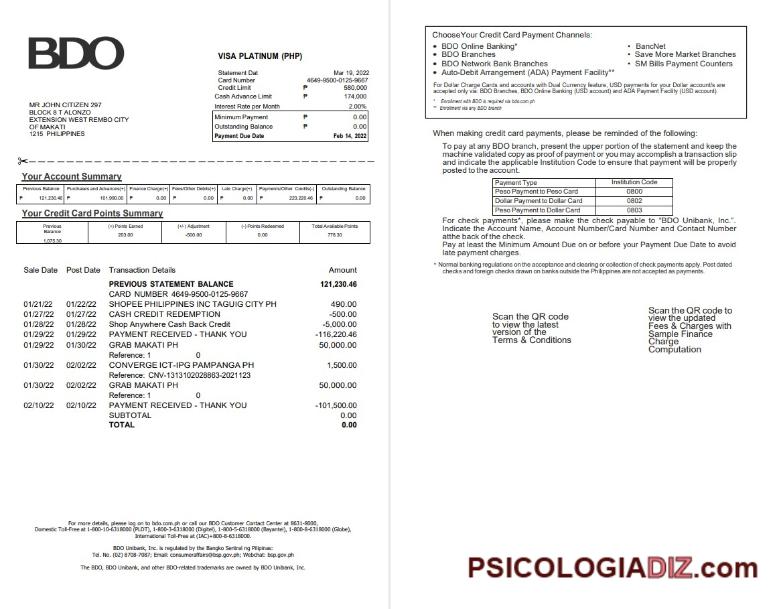 BDO
VISA PLATINUM (PHP)
Statement Dat Mar 19, 2022
Card Number 4649-9500-0125-9667
Credit Limit ₱ 580,000
Cash Advance Limit ₱ 174,000
Interest Rate per Month 2.00%
Minimum Payment ₱ 0.00
Outstanding Balance ₱ 0.00
Payment Due Date Feb 14, 2022
MR JOHN CITIZEN 297
BLOCK 8 T ALONZO
EXTENSION WEST REMBO CITY
OF MAKATI
1215 PHILIPPINES
Your Account Summary
Previous Balance Purchases and Advances(+) Finance Charge(+) Fees/Other Debits(+) Late Charge(+) Payments/Other Credits(-) Outstanding Balance
₱ 121,230.46 ₱ 101,990.00 ₱ 0.00 ₱ 0.00 ₱ 0.00 ₱ 223,220.46 ₱ 0.00
Your Credit Card Points Summary
Previous Balance (+) Points Earned (+/-) Adjustment (-) Points Redeemed Total Available Points
1,075.30 203.00 -500.00 0.00 778.30
Sale Date Post Date Transaction Details Amount
PREVIOUS STATEMENT BALANCE 121,230.46
CARD NUMBER 4649-9500-0125-9667
01/21/22 01/22/22 SHOPEE PHILIPPINES INC TAGUIG CITY PH 490.00
01/27/22 01/27/22 CASH CREDIT REDEMPTION -500.00
01/28/22 01/28/22 Shop Anywhere Cash Back Credit -5,000.00
01/29/22 01/29/22 PAYMENT RECEIVED - THANK YOU -116,220.46
01/29/22 01/30/22 GRAB MAKATI PH 50,000.00
Reference: 1 0
01/30/22 02/02/22 CONVERGE ICT-IPG PAMPANGA PH 1,500.00
Reference: CNV-1313102028863-2021123
01/30/22 02/02/22 GRAB MAKATI PH 50,000.00
Reference: 1 0
02/10/22 02/10/22 PAYMENT RECEIVED - THANK YOU -101,500.00
SUBTOTAL 0.00
TOTAL 0.00
For more details, please log on to bdo.com.ph or call our BDO Customer Contact Center at 8631-8000,
Domestic Toll-Free at 1-800-10-6318000 (PLDT), 1-800-3-6318000 (Digitel), 1-800-5-6318000 (Bayantel), 1-800-8-6318000 (Globe),
International Toll-Free at (IAC)+800-8-6318000.
BDO Unibank, Inc. is regulated by the Bangko Sentral ng Pilipinas:
Tel. No. (02) 8708-7087; Email: consumeraffairs@bsp.gov.ph; Webchat: bsp.gov.ph
The BDO, BDO Unibank, and other BDO-related trademarks are owned by BDO Unibank, Inc.
Choose Your Credit Card Payment Channels:
• BDO Online Banking*
• BDO Branches
• BDO Network Bank Branches
• Auto-Debit Arrangement (ADA) Payment Facility**
• BancNet
• Save More Market Branches
• SM Bills Payment Counters
For Dollar Charge Cards and accounts with Dual Currency feature, USD payments for your Dollar account/s are
accepted only via: BDO Branches, BDO Online Banking (USD account) and ADA Payment Facility (USD account).
* Enrollment with BDO is required via bdo.com.ph
** Enrollment via any BDO branch
When making credit card payments, please be reminded of the following:
To pay at any BDO branch, present the upper portion of the statement and keep the
machine validated copy as proof of payment or you may accomplish a transaction slip
and indicate the applicable Institution Code to ensure that payment will be properly
posted to the account.
Payment Type Institution Code
Peso Payment to Peso Card 0800
Dollar Payment to Dollar Card 0802
Peso Payment to Dollar Card 0803
For check payments*, please make the check payable to "BDO Unibank, Inc.".
Indicate the Account Name, Account Number/Card Number and Contact Number
atthe back of the check.
Pay at least the Minimum Amount Due on or before your Payment Due Date to avoid
late payment charges.
* Normal banking regulations on the acceptance and clearing or collection of check payments apply. Post dated
checks and foreign checks drawn on banks outside the Philippines are not accepted as payments.
Scan the QR code
to view the latest
version of the
Terms & Conditions
Scan the QR code to
view the updated
Fees & Charges with
Sample Finance
Charge
Computation
PSICOLOGIADIZ.com